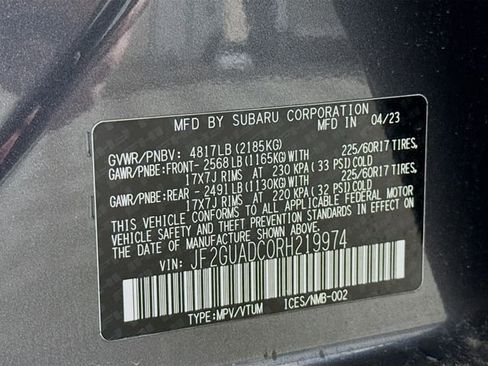 MFD BY SUBARU CORPORATION 04/23
GVWR/PNBV: 4817LB(2185KG)
GAWR/PNBE:FRONT- 2568LB(1165KG)WITH 225/60R17 TIRES,
17X7J RIMS AT 230 KPA(33 PSI)COLD
GAWR/PNBE:REAR - 2491LB(1130KG)WITH 225/60R17 TIRES,
17X7J RIMS AT 220 KPA(32 PSI)COLD
THIS VEHICLE CONFORMS TO ALL APPLICABLE FEDERAL MOTOR
VEHICLE SAFETY AND THEFT PREVENTION STANDARDS
IN EFFECT ON THE DATE OF MANUFACTURE SHOWN ABOVE.
VIN: JF2GUADC0RH219974
TYPE:MPV/VTUM ICES/NMB-002